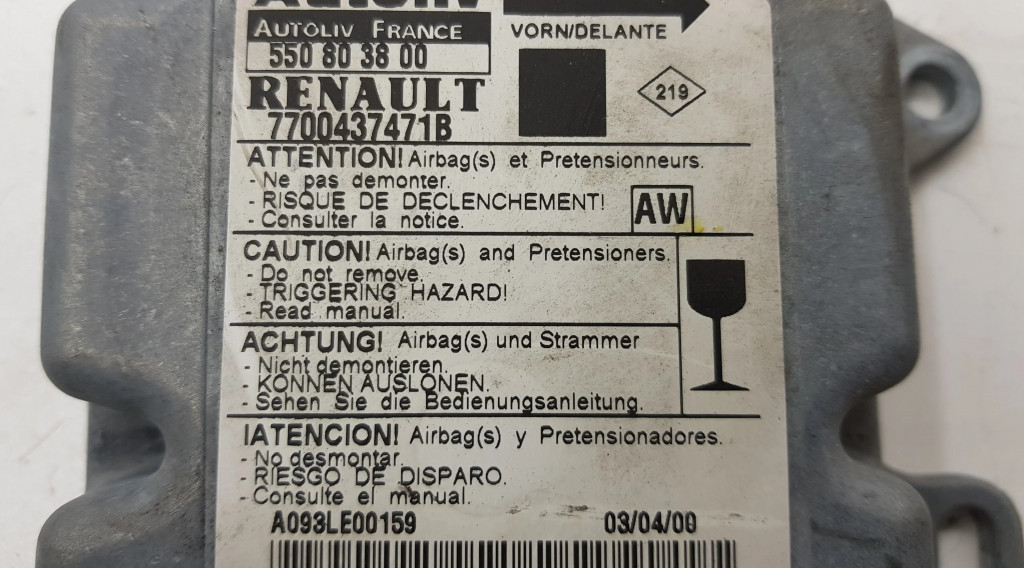 Autoliv
AUTOLIV FRANCE
550 80 38 00
VORN/DELANTE
RENAULT
7700437471B
219
ATTENTION! Airbag(s) et Pretensionneurs.
- Ne pas demonter.
- RISQUE DE DECLENCHEMENT!
- Consulter la notice.
AW
CAUTION! Airbag(s) and Pretensioners.
- Do not remove.
- TRIGGERING HAZARD!
- Read manual.
ACHTUNG! Airbag(s) und Strammer
- Nicht demontieren.
- KONNEN AUSLONEN.
- Sehen Sie die Bedienungsanleitung.
IATENCION! Airbag(s) y Pretensionadores.
- No desmontar.
- RIESGO DE DISPARO.
- Consulte el manual.
A093LE00159 03/04/00